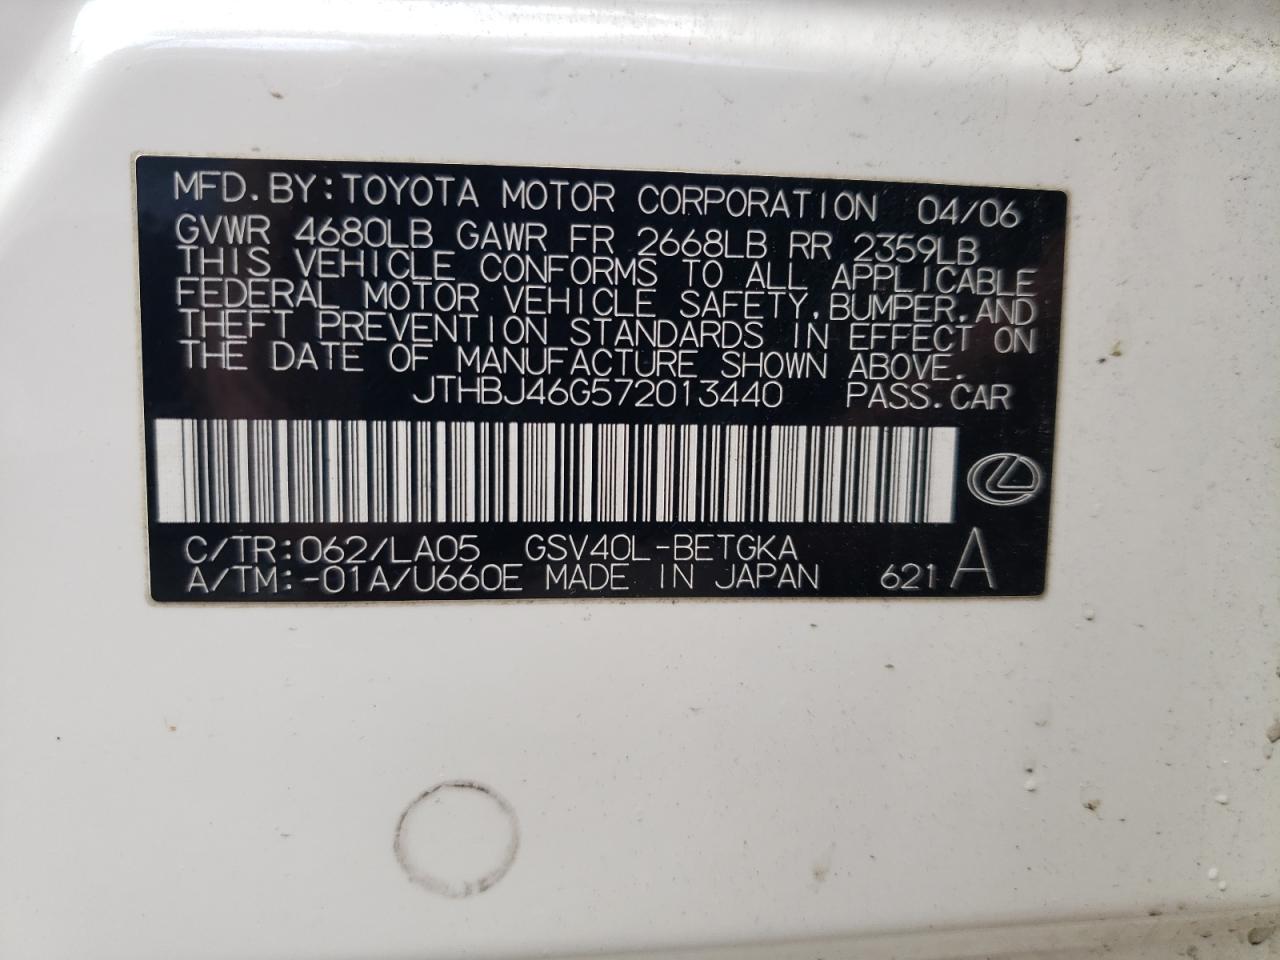 MFD.BY:TOYOTA MOTOR CORPORATION 04/06
GVWR 4680LB GAWR FR 2668LB RR 2359LB
THIS VEHICLE CONFORMS TO ALL APPLICABLE
FEDERAL MOTOR VEHICLE SAFETY,BUMPER,AND
THEFT PREVENTION STANDARDS IN EFFECT ON
THE DATE OF MANUFACTURE SHOWN ABOVE.
JTHBJ46G572013440 PASS.CAR
C/TR:062/LA05 GSV40L-BETGKA
A/TM:-01A/U660E MADE IN JAPAN 621 A